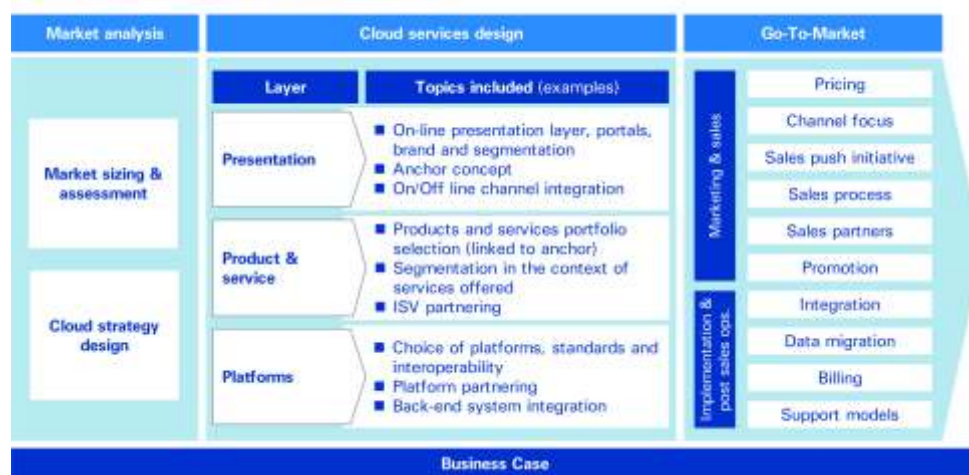 Market analysis
Cloud services design
Go-To-Market
Market sizing &
assessment
Cloud strategy
design
Layer
Topics included (examples)
Presentation
■ On-line presentation layer, portals,
brand and segmentation
■ Anchor concept
■ On/Off line channel integration
Product &
service
■ Products and services portfolio
selection (linked to anchor)
■ Segmentation in the context of
services offered
■ ISV partnering
Platforms
■ Choice of platforms, standards and
interoperability
■ Platform partnering
■ Back-end system integration
Marketing & sales
Pricing
Channel focus
Sales push initiative
Sales process
Sales partners
Promotion
Implementation &
post sales ops.
Integration
Data migration
Billing
Support models
Business Case